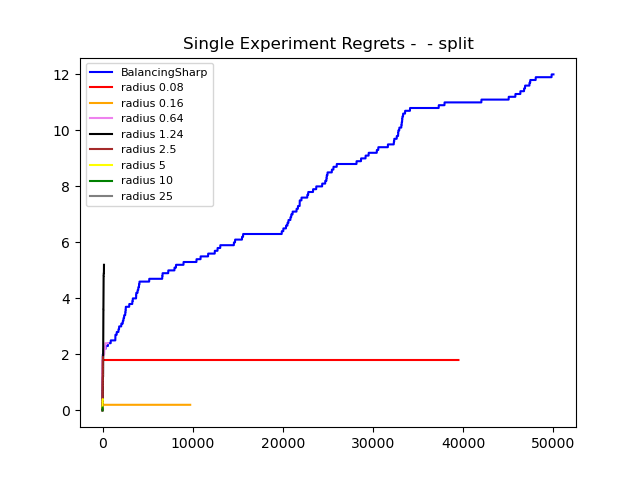 Single Experiment Regrets -  - split
BalancingSharp
radius 0.08
radius 0.16
radius 0.64
radius 1.24
radius 2.5
radius 5
radius 10
radius 25
12
10
8
6
4
2
0
0 10000 20000 30000 40000 50000